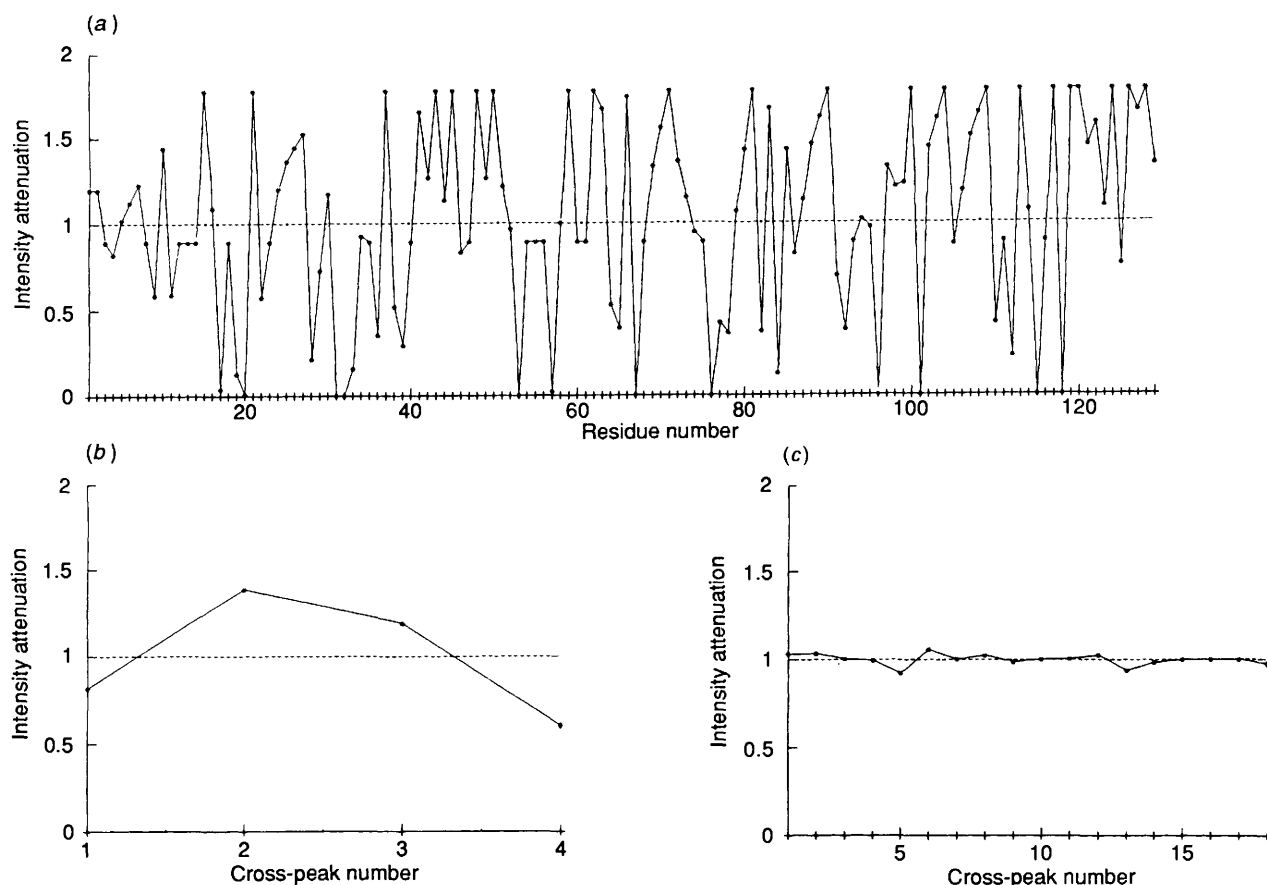 (a)
2
1.5
1
0.5
0
Intensity attenuation
20 40 60 80 100 120
Residue number
(b)
2
1.5
1
0.5
0
Intensity attenuation
1 2 3 4
Cross-peak number
(c)
2
1.5
1
0.5
0
Intensity attenuation
5 10 15
Cross-peak number